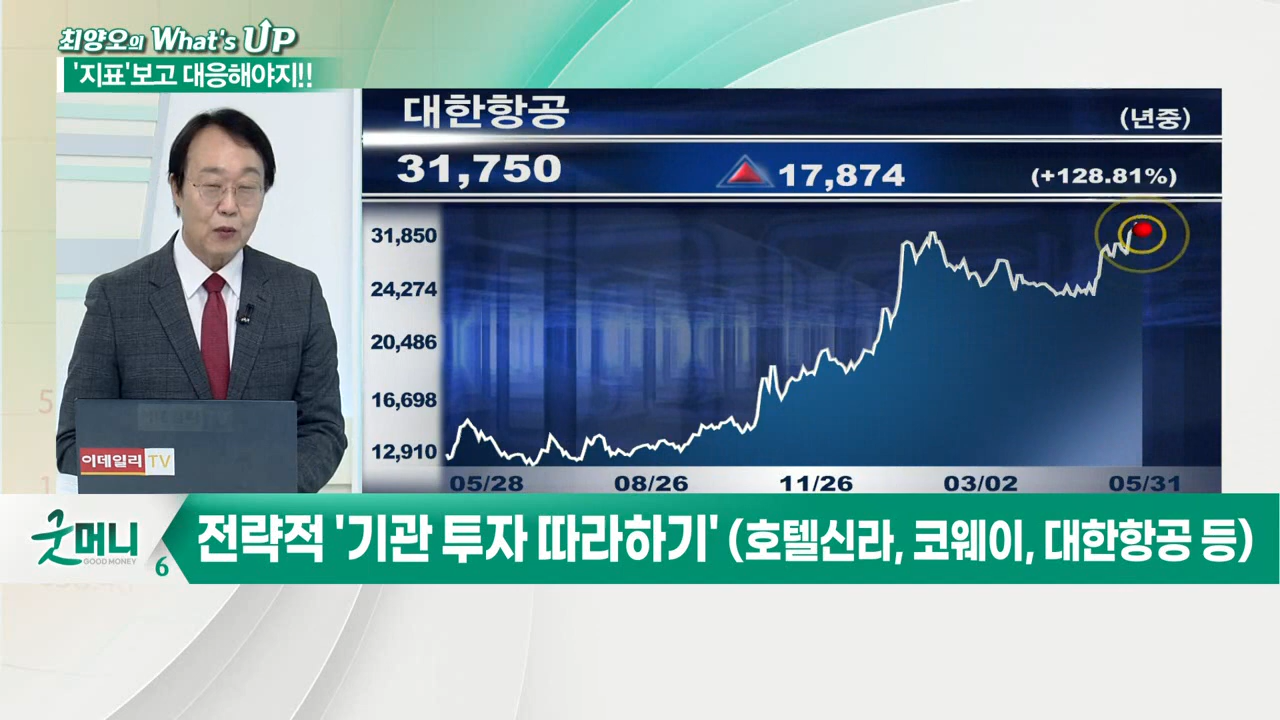 최양오의 What's UP
'지표'보고 대응해야지!!
대한항공
(년중)
31,750
17,874
(+128.81%)
31,850
24,274
20,486
16,698
12,910
05/28
08/26
11/26
03/02
05/31
이데일리 TV
굿머니
GOOD MONEY
6
전략적 '기관 투자 따라하기' (호텔신라, 코웨이, 대한항공 등)